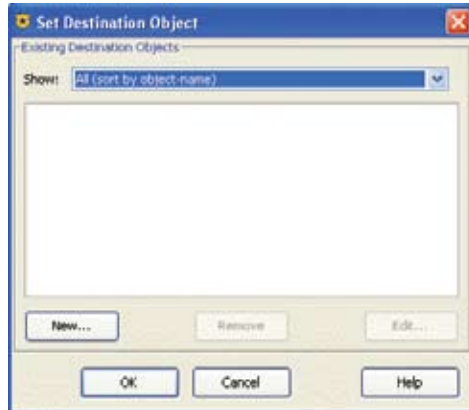 Set Destination Object
Existing Destination Objects
Show: All (sort by object-name)
New... Remove Edit...
OK Cancel Help